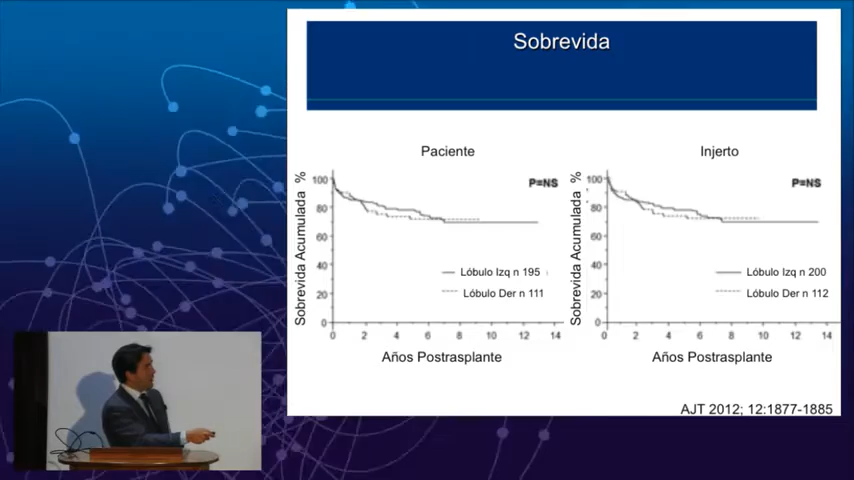 Sobrevida
Paciente
Sobrevida Acumulada %
100
80
60
40
20
0
P=NS
Lóbulo Izq n 195
Lóbulo Der n 111
0 2 4 6 8 10 12 14
Años Postrasplante
Injerto
Sobrevida Acumulada %
100
80
60
40
20
0
P=NS
Lóbulo Izq n 200
Lóbulo Der n 112
0 2 4 6 8 10 12 14
Años Postrasplante
AJT 2012; 12:1877-1885